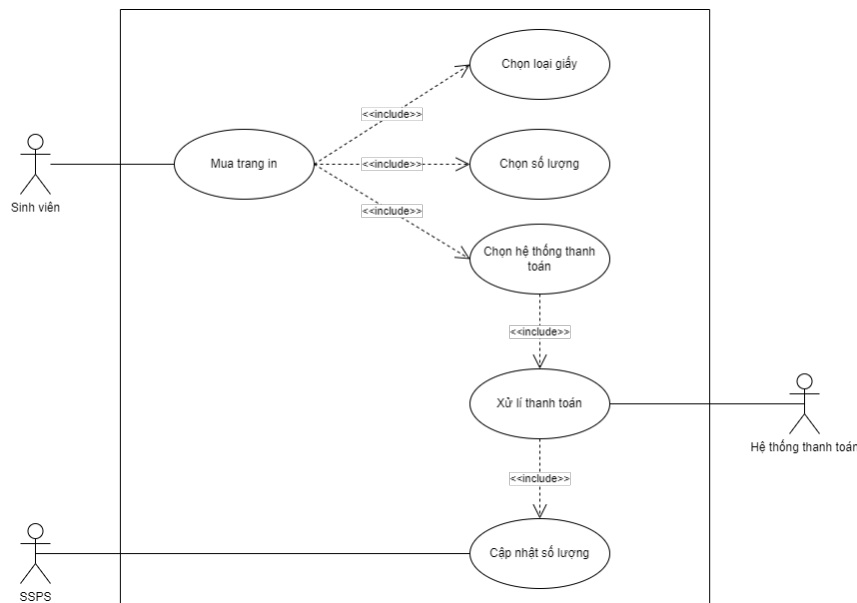 Chọn loại giấy
<<include>>
Sinh viên
Mua trang in
<<include>>
Chọn số lượng
<<include>>
Chọn hệ thống thanh
toán
<<include>>
Xử lí thanh toán
Hệ thống thanh toán
<<include>>
SSPS
Cập nhật số lượng